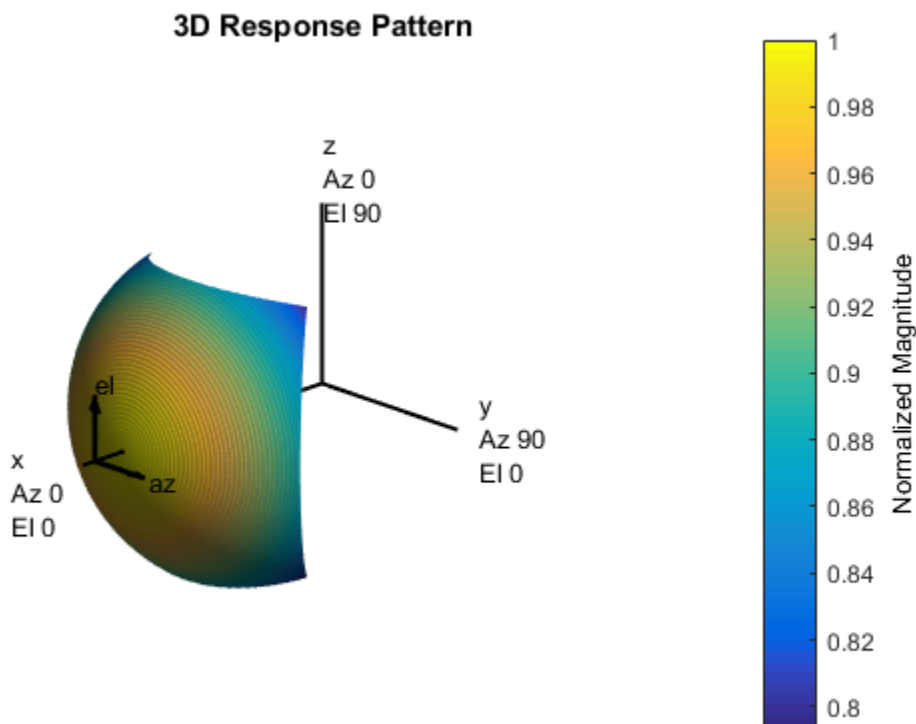 3D Response Pattern
z
Az 0
El 90
el
az
x
Az 0
El 0
y
Az 90
El 0
1
0.98
0.96
0.94
0.92
0.9
0.88
0.86
0.84
0.82
0.8
Normalized Magnitude